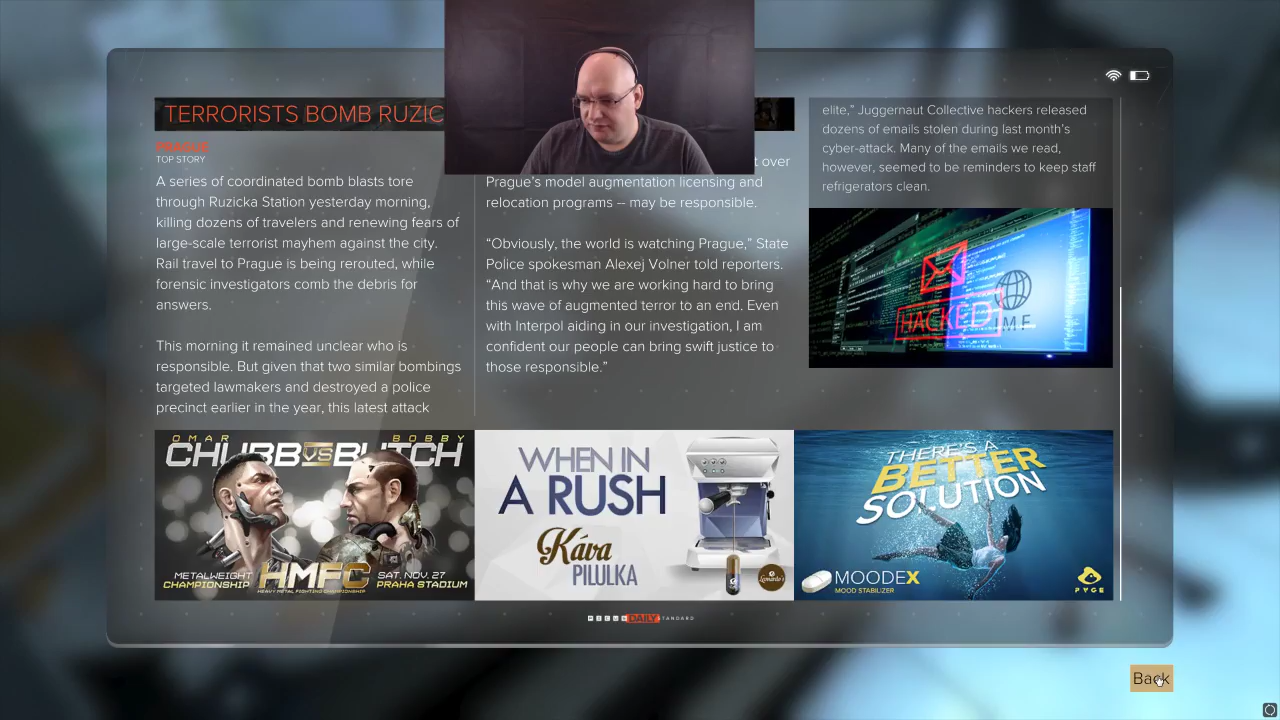 TERRORISTS BOMB RUZIC
PRAGUE
TOP STORY
A series of coordinated bomb blasts tore
through Ruzicka Station yesterday morning,
killing dozens of travelers and renewing fears of
large-scale terrorist mayhem against the city.
Rail travel to Prague is being rerouted, while
forensic investigators comb the debris for
answers.
This morning it remained unclear who is
responsible. But given that two similar bombings
targeted lawmakers and destroyed a police
precinct earlier in the year, this latest attack
t over
Prague's model augmentation licensing and
relocation programs -- may be responsible.
“Obviously, the world is watching Prague,” State
Police spokesman Alexej Volner told reporters.
“And that is why we are working hard to bring
this wave of augmented terror to an end. Even
with Interpol aiding in our investigation, I am
confident our people can bring swift justice to
those responsible.”
elite,” Juggernaut Collective hackers released
dozens of emails stolen during last month's
cyber-attack. Many of the emails we read,
however, seemed to be reminders to keep staff
refrigerators clean.
HACKED
I.M.F.
OMAR BOBBY
CHUBB VS BUTCH
METALWEIGHT
CHAMPIONSHIP
HMFC
HEAVY METAL FIGHTING CHAMPIONSHIP
SAT. NOV. 27
PRAHA STADIUM
WHEN IN
A RUSH
Káva
PILULKA
THERE'S A
BETTER
SOLUTION
MOODEX
MOOD STABILIZER
PYGE
PICUS DAILY STANDARD
Back